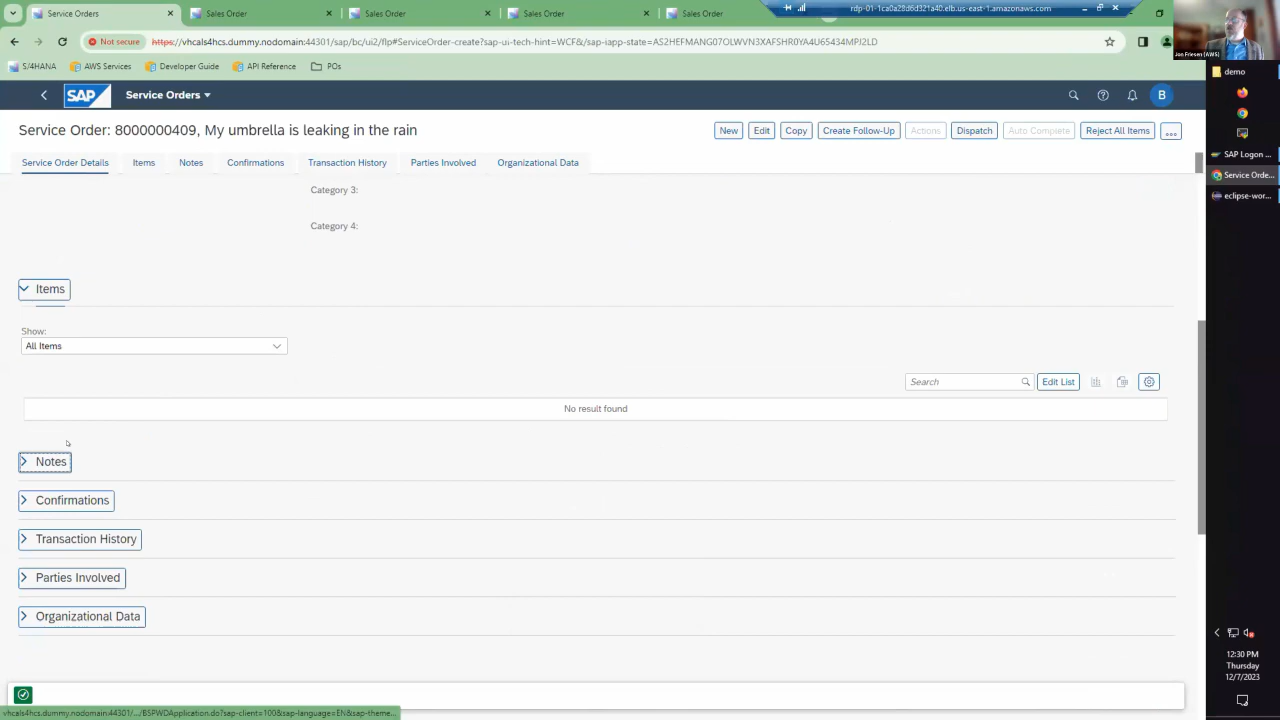 Service Orders
Sales Order
Sales Order
Sales Order
Sales Order
rdp-01-1ca0a28d6d321a40.elb.us-east-1.amazonaws.com
Not secure
https://vhcals4hcs.dummy.nodomain:44301/sap/bc/ui2/flp#ServiceOrder-create?sap-ui-tech-hint=WCF&/sap-iapp-state=AS2HEFMANG07OLWVN3XAFSHR0YA4U65434MPJ2LD
Jon Friesen (AWS)
S/4HANA
AWS Services
Developer Guide
API Reference
POs
demo
SAP
Service Orders
B
Service Order: 8000000409, My umbrella is leaking in the rain
New
Edit
Copy
Create Follow-Up
Actions
Dispatch
Auto Complete
Reject All Items
...
SAP Logon ...
Service Orde...
eclipse-wor...
Service Order Details
Items
Notes
Confirmations
Transaction History
Parties Involved
Organizational Data
Category 3:
Category 4:
Items
Show:
All Items
Search
Edit List
No result found
Notes
Confirmations
Transaction History
Parties Involved
Organizational Data
12:30 PM
Thursday
12/7/2023
vhcals4hcs.dummy.nodomain:44301/.../BSPWDApplication.do?sap-client=100&sap-language=EN&sap-theme...